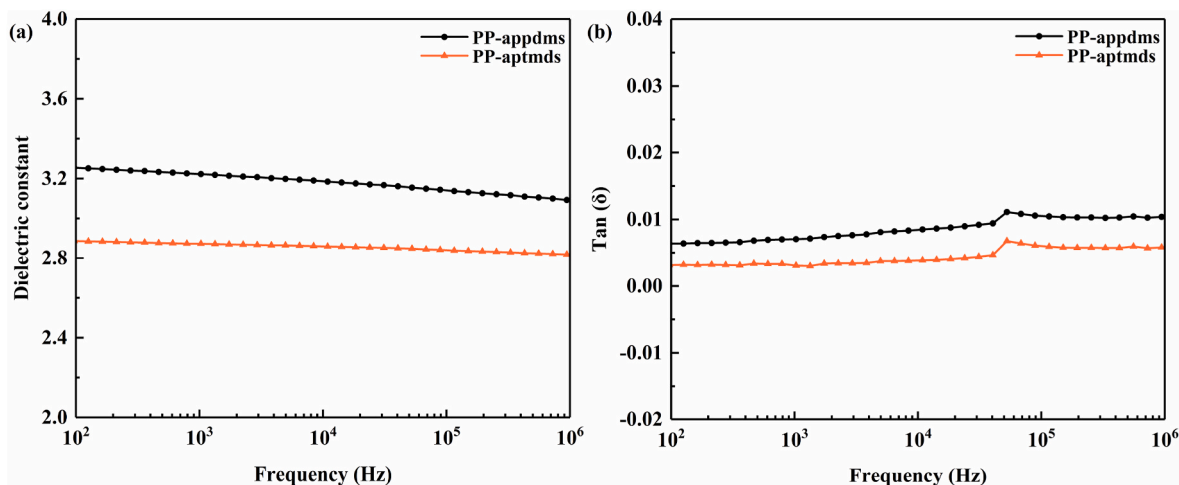 (a)
Dielectric constant
4.0
3.6
3.2
2.8
2.4
2.0
PP-appdms
PP-aptmds
10²
10³
10⁴
10⁵
10⁶
Frequency (Hz)
(b)
Tan (δ)
0.04
0.03
0.02
0.01
0.00
-0.01
-0.02
PP-appdms
PP-aptmds
10²
10³
10⁴
10⁵
10⁶
Frequency (Hz)